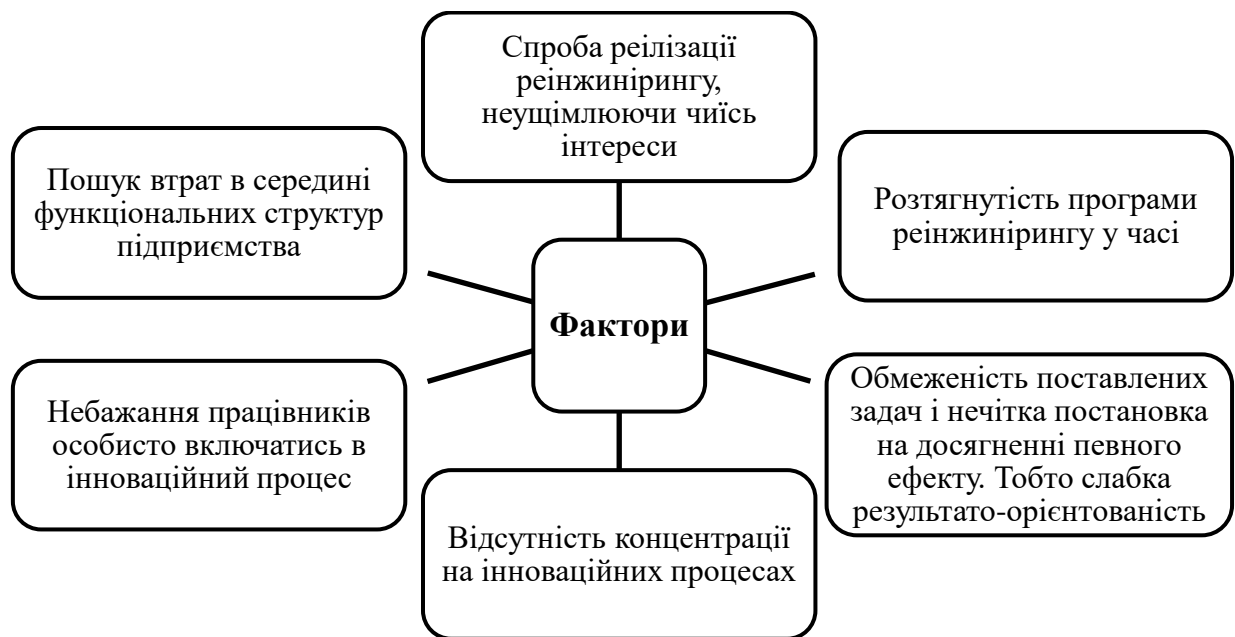 Спроба реілізації
реінжинірингу,
неущімлюючи чиїсь
інтереси
Пошук втрат в середині
функціональних структур
підприємства
Розтягнутість програми
реінжинірингу у часі
Фактори
Небажання працівників
особисто включатись в
інноваційний процес
Обмеженість поставлених
задач і нечітка постановка
на досягненні певного
ефекту. Тобто слабка
результато-орієнтованість
Відсутність концентрації
на інноваційних процесах